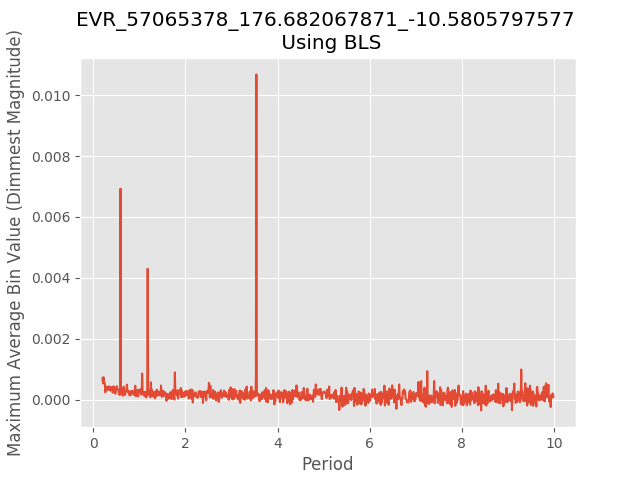 EVR_57065378_176.682067871_-10.5805797577
Using BLS
Maximum Average Bin Value (Dimmest Magnitude)
0.010
0.008
0.006
0.004
0.002
0.000
0 2 4 6 8 10
Period